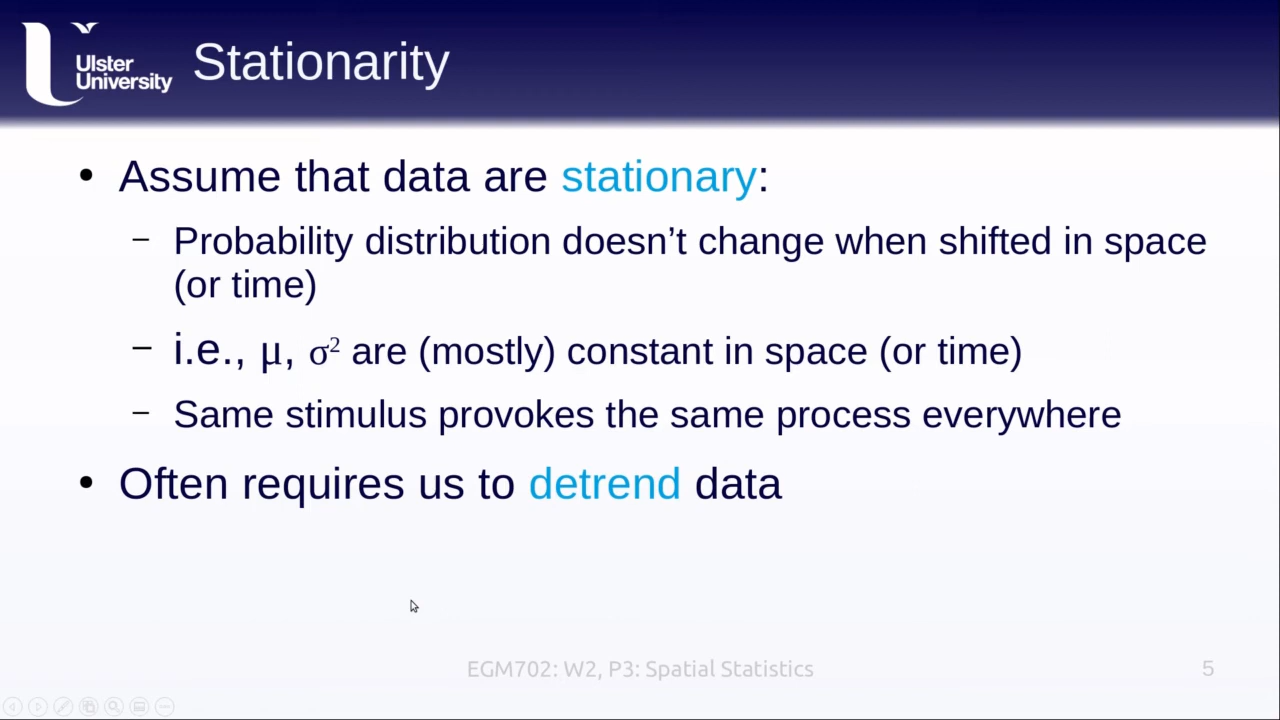 Ulster
University
Stationarity
• Assume that data are stationary:
– Probability distribution doesn’t change when shifted in space
(or time)
– i.e., μ, σ² are (mostly) constant in space (or time)
– Same stimulus provokes the same process everywhere
• Often requires us to detrend data
EGM702: W2, P3: Spatial Statistics
5